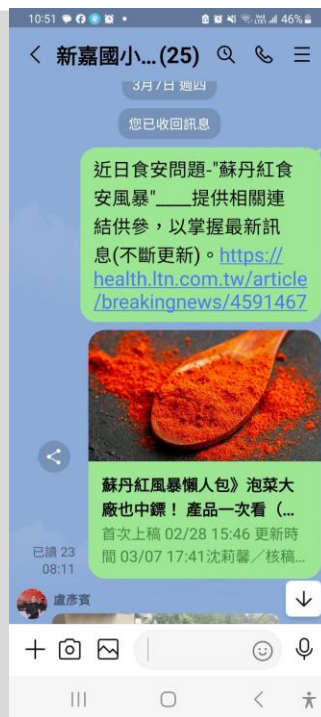 10:51
46%
新嘉國小...(25)
3月7日 週四
您已收回訊息
近日食安問題-"蘇丹紅食
安風暴"____提供相關連
結供參，以掌握最新訊
息(不斷更新)。https://
health.ltn.com.tw/article
/breakingnews/4591467
蘇丹紅風暴懶人包》泡菜大
廠也中鏢！ 產品一次看（...
首次上稿 02/28 15:46 更新時
間 03/07 17:41沈莉馨／核稿...
已讀 23
08:11
盧彥賓